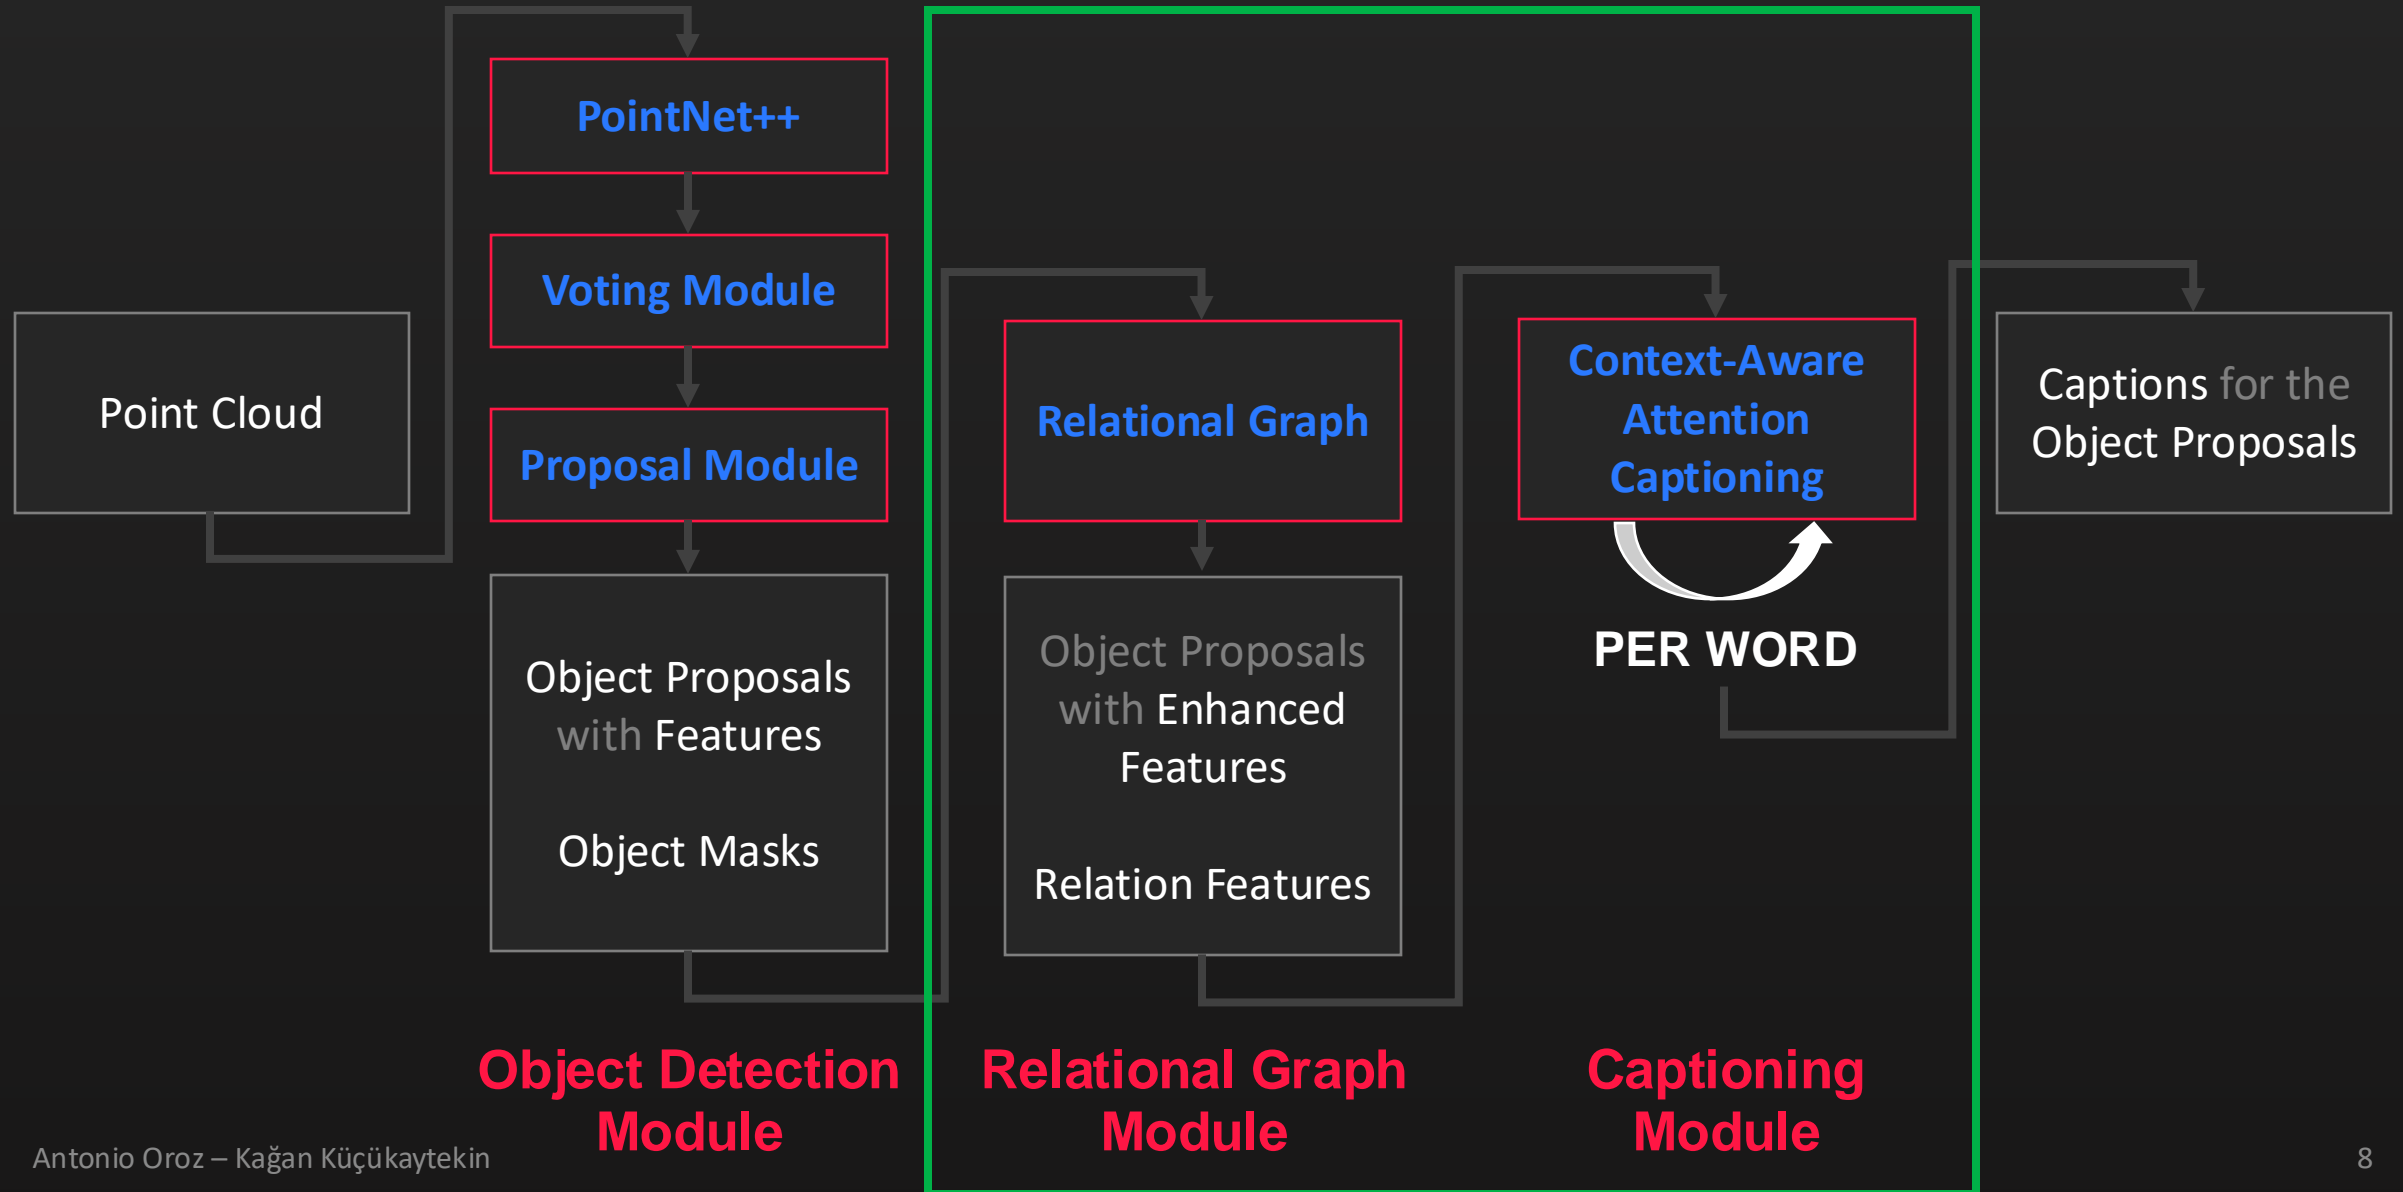 Point Cloud
PointNet++
Voting Module
Proposal Module
Object Proposals
with Features
Object Masks
Object Detection
Module
Relational Graph
Object Proposals
with Enhanced
Features
Relation Features
Relational Graph
Module
Context-Aware
Attention
Captioning
PER WORD
Captioning
Module
Captions for the
Object Proposals
Antonio Oroz – Kağan Küçükaytekin
8